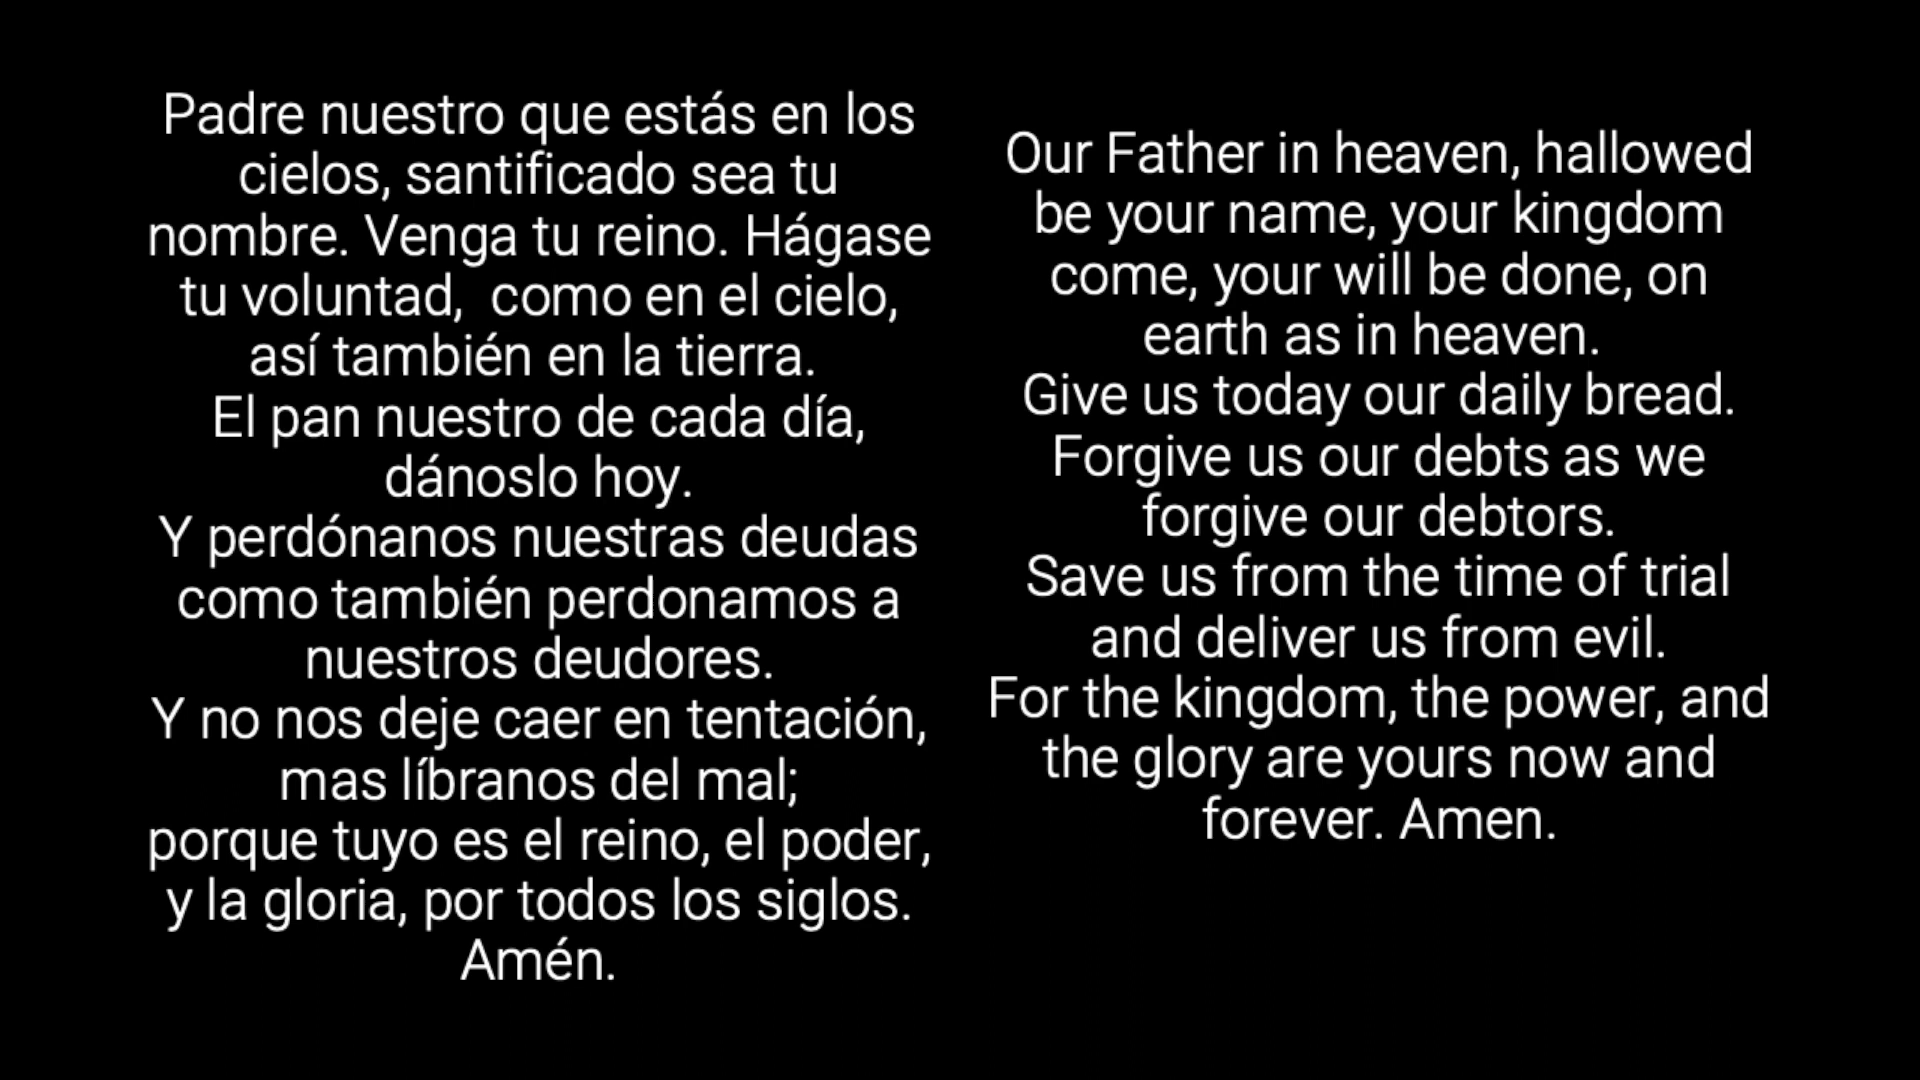 Padre nuestro que estás en los
cielos, santificado sea tu
nombre. Venga tu reino. Hágase
tu voluntad,  como en el cielo,
así también en la tierra.
El pan nuestro de cada día,
dánoslo hoy.
Y perdónanos nuestras deudas
como también perdonamos a
nuestros deudores.
Y no nos deje caer en tentación,
mas líbranos del mal;
porque tuyo es el reino, el poder,
y la gloria, por todos los siglos.
Amén.
Our Father in heaven, hallowed
be your name, your kingdom
come, your will be done, on
earth as in heaven.
Give us today our daily bread.
Forgive us our debts as we
forgive our debtors.
Save us from the time of trial
and deliver us from evil.
For the kingdom, the power, and
the glory are yours now and
forever. Amen.